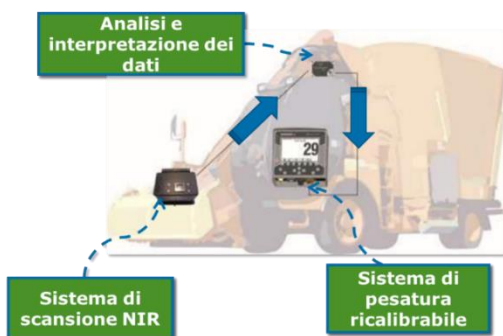 Analisi e
interpretazione dei
dati
29
Sistema di
scansione NIR
Sistema di
pesatura
ricalibrabile